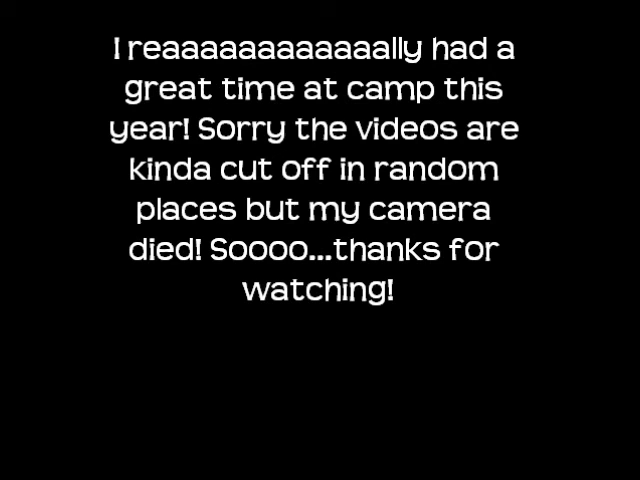 I reaaaaaaaaaaaaally had a
great time at camp this
year! Sorry the videos are
kinda cut off in random
places but my camera
died! Soooo...thanks for
watching!